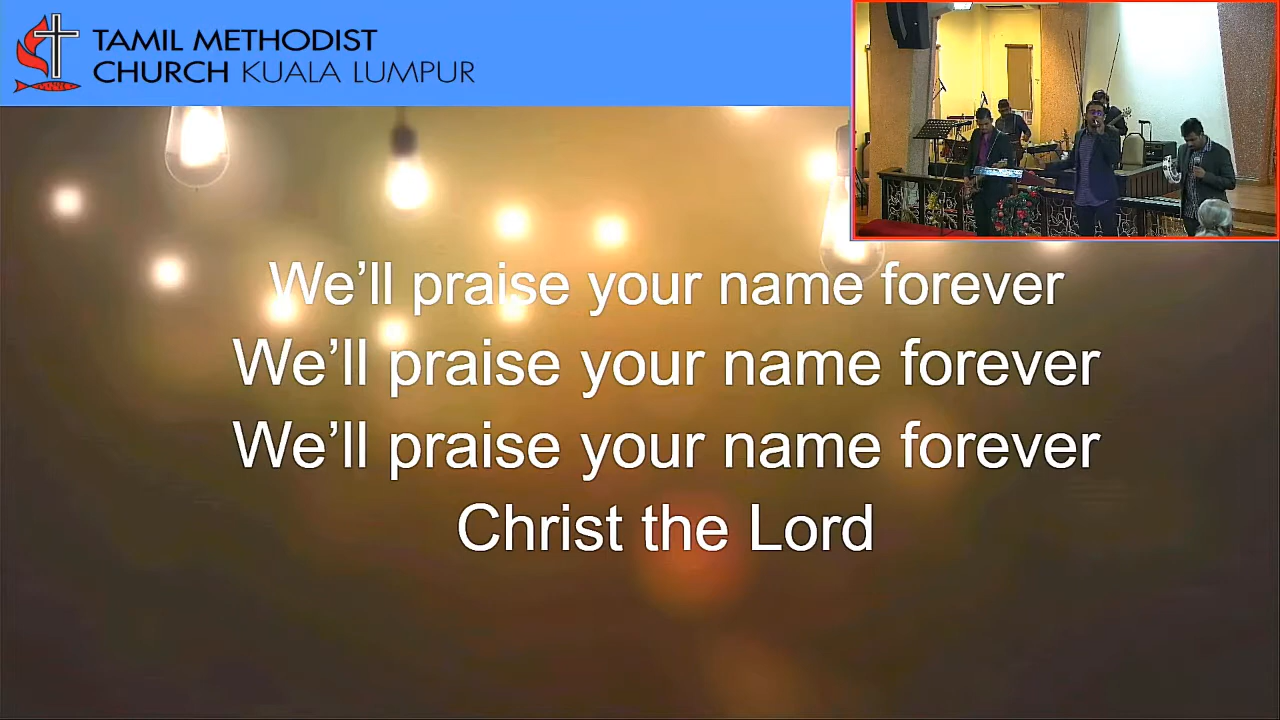 TAMIL METHODIST
CHURCH KUALA LUMPUR
We’ll praise your name forever
We’ll praise your name forever
We’ll praise your name forever
Christ the Lord